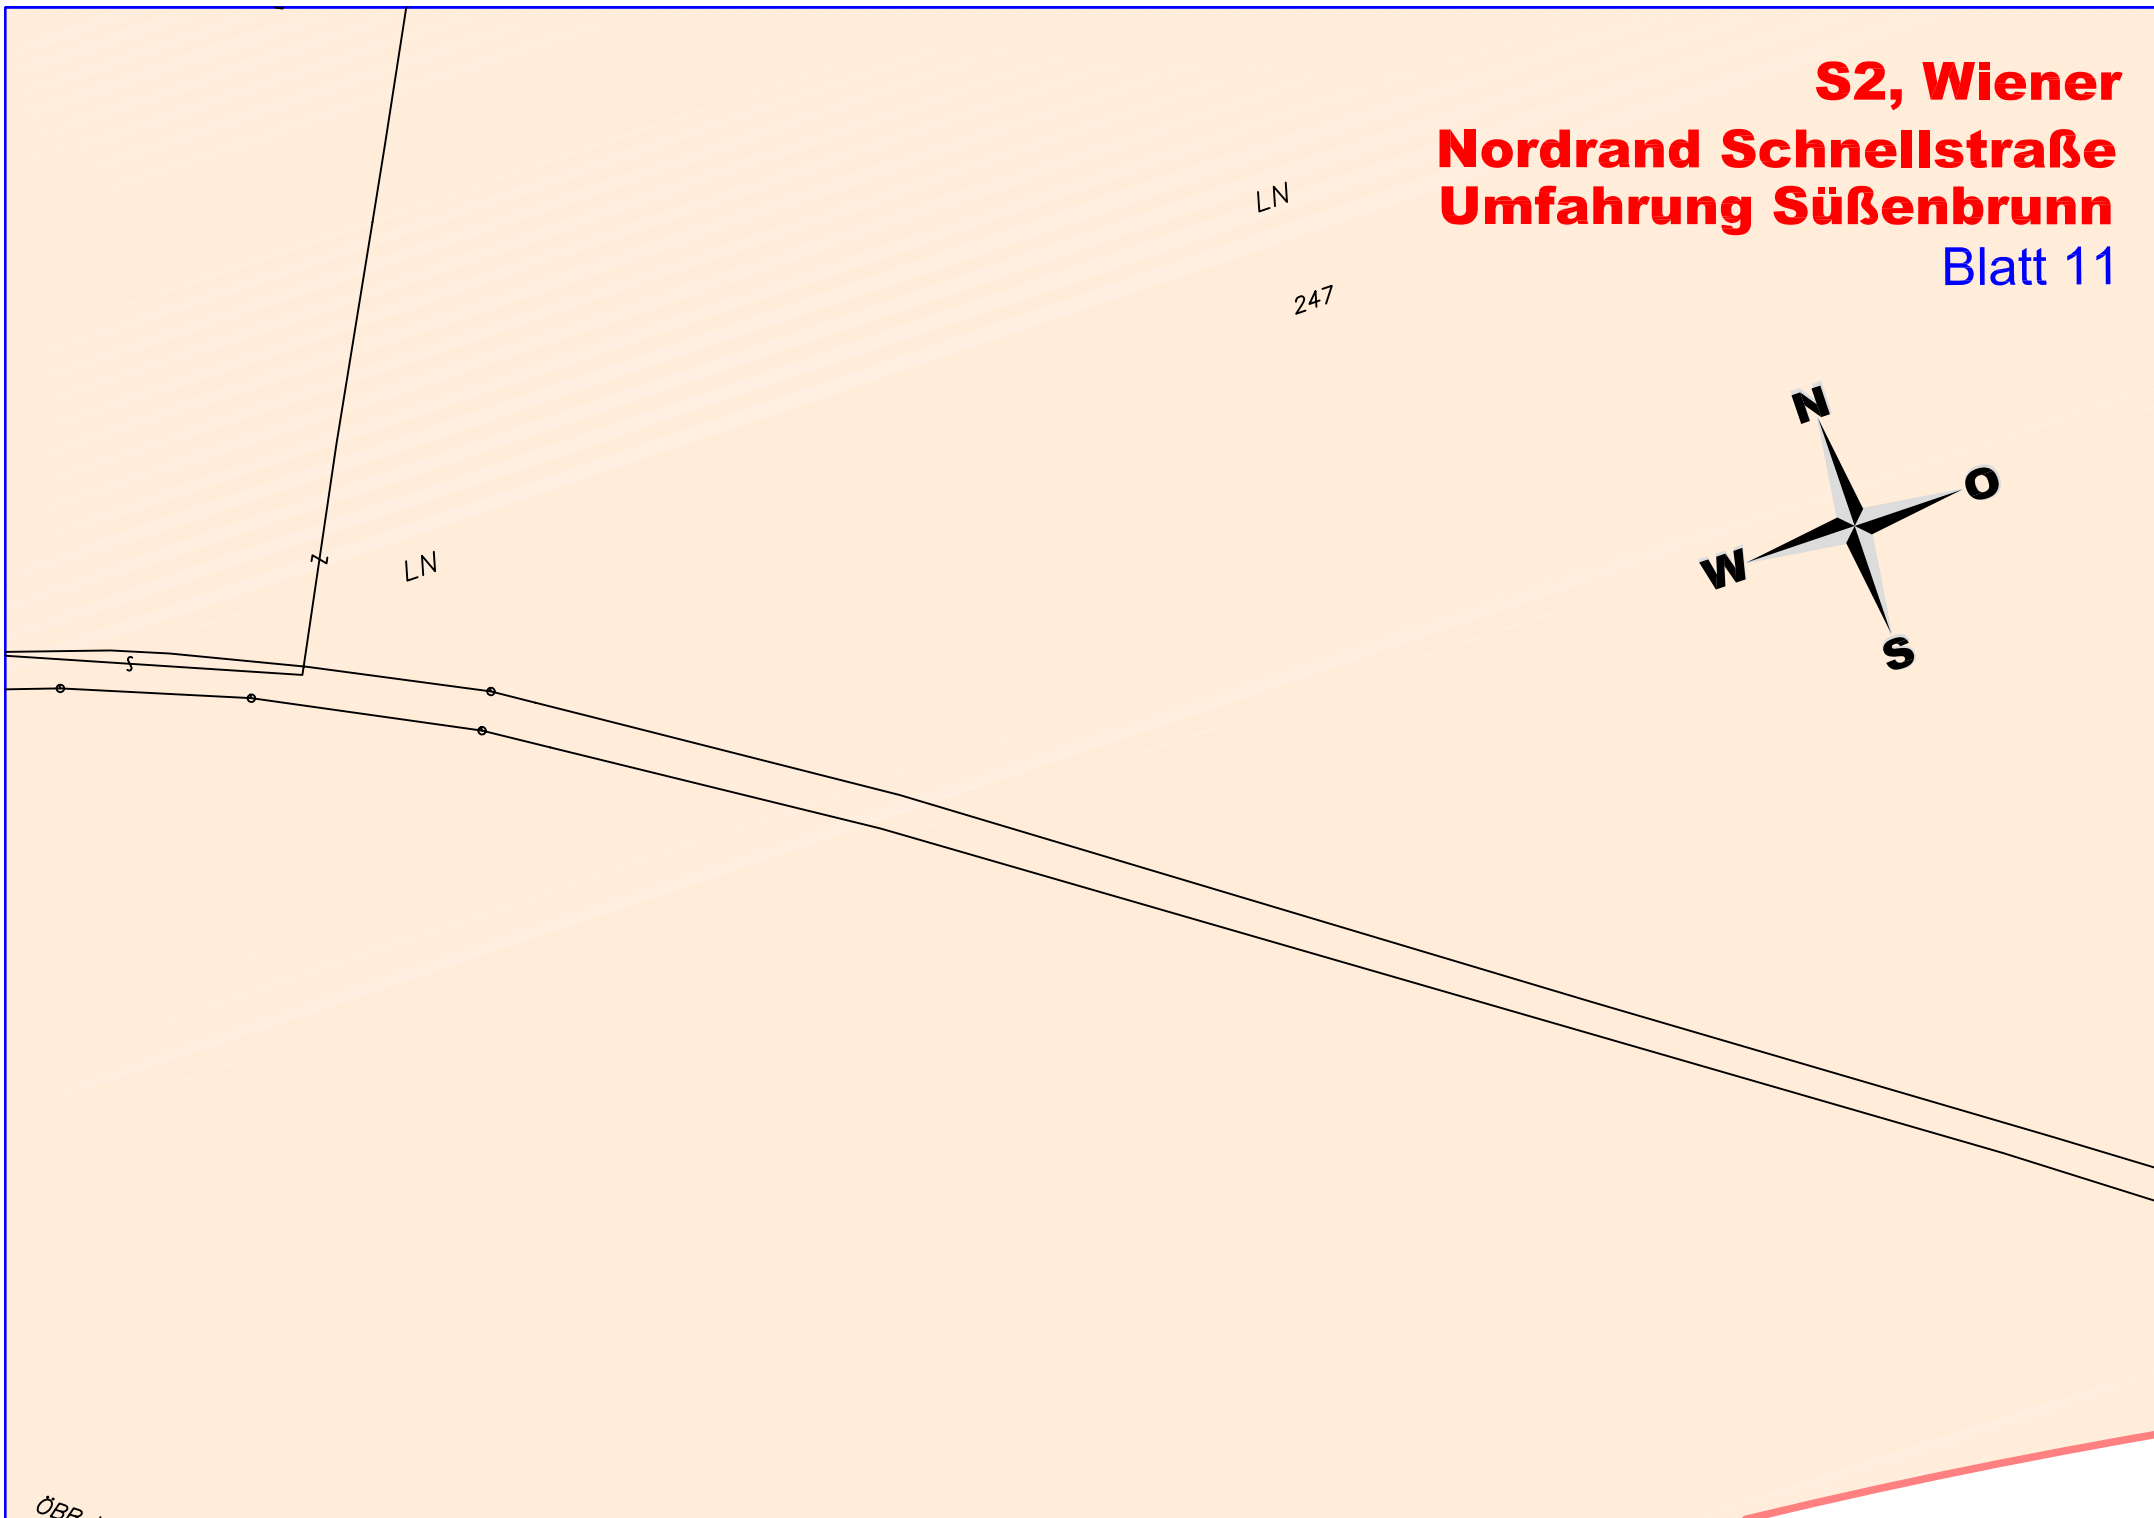 S2, Wiener
Nordrand Schnellstraße
Umfahrung Süßenbrunn
Blatt 11
LN
247
N
O
W
S
LN